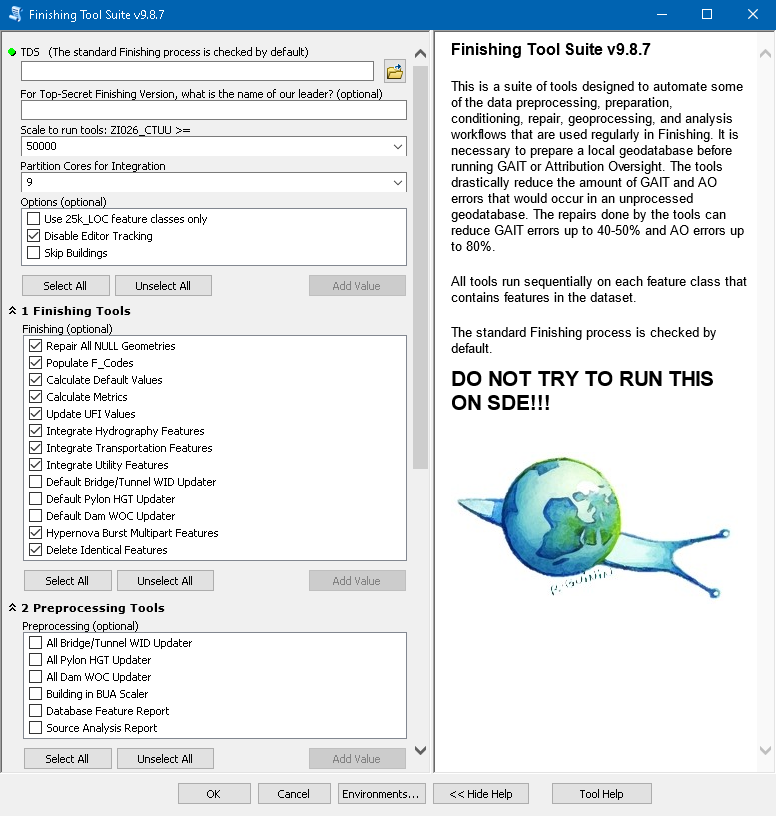 Finishing Tool Suite v9.8.7
TDS (The standard Finishing process is checked by default)
For Top-Secret Finishing Version, what is the name of our leader? (optional)
Scale to run tools: ZI026_CTUU >=
50000
Partition Cores for Integration
9
Options (optional)
Use 25k_LOC feature classes only
Disable Editor Tracking
Skip Buildings
Select All
Unselect All
Add Value
1 Finishing Tools
Finishing (optional)
Repair All NULL Geometries
Populate F_Codes
Calculate Default Values
Calculate Metrics
Update UFI Values
Integrate Hydrography Features
Integrate Transportation Features
Integrate Utility Features
Default Bridge/Tunnel WID Updater
Default Pylon HGT Updater
Default Dam WOC Updater
Hypernova Burst Multipart Features
Delete Identical Features
Select All
Unselect All
Add Value
2 Preprocessing Tools
Preprocessing (optional)
All Bridge/Tunnel WID Updater
All Pylon HGT Updater
All Dam WOC Updater
Building in BUA Scaler
Database Feature Report
Source Analysis Report
Select All
Unselect All
Add Value
Finishing Tool Suite v9.8.7
This is a suite of tools designed to automate some
of the data preprocessing, preparation,
conditioning, repair, geoprocessing, and analysis
workflows that are used regularly in Finishing. It is
necessary to prepare a local geodatabase before
running GAIT or Attribution Oversight. The tools
drastically reduce the amount of GAIT and AO
errors that would occur in an unprocessed
geodatabase. The repairs done by the tools can
reduce GAIT errors up to 40-50% and AO errors up
to 80%.
All tools run sequentially on each feature class that
contains features in the dataset.
The standard Finishing process is checked by
default.
DO NOT TRY TO RUN THIS
ON SDE!!!
OK
Cancel
Environments...
<< Hide Help
Tool Help